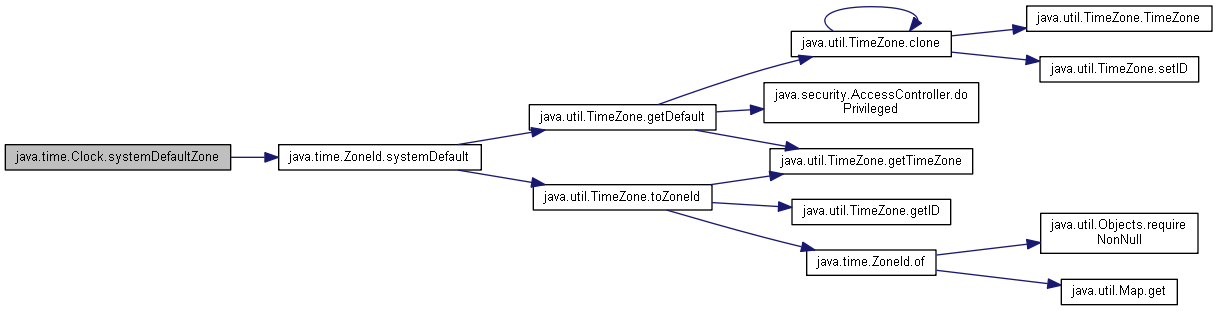 java.util.TimeZone.TimeZone
java.util.TimeZone.clone
java.util.TimeZone.setID
java.security.AccessController.do
Privileged
java.util.TimeZone.getDefault
java.time.Clock.systemDefaultZone
java.time.ZoneId.systemDefault
java.util.TimeZone.getTimeZone
java.util.TimeZone.toZoneId
java.util.TimeZone.getID
java.util.Objects.require
NonNull
java.time.ZoneId.of
java.util.Map.get